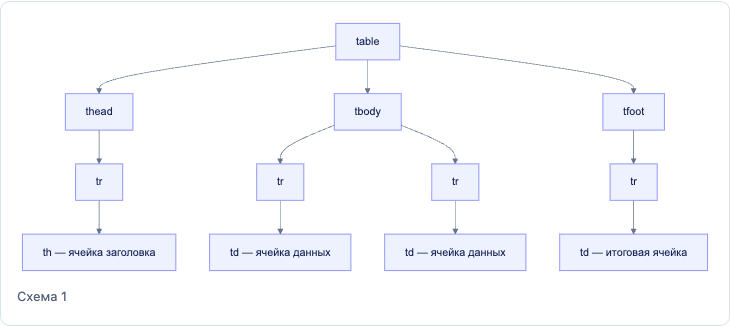 table
thead
tbody
tfoot
tr
tr
tr
tr
th — ячейка заголовка
td — ячейка данных
td — ячейка данных
td — итоговая ячейка
Схема 1